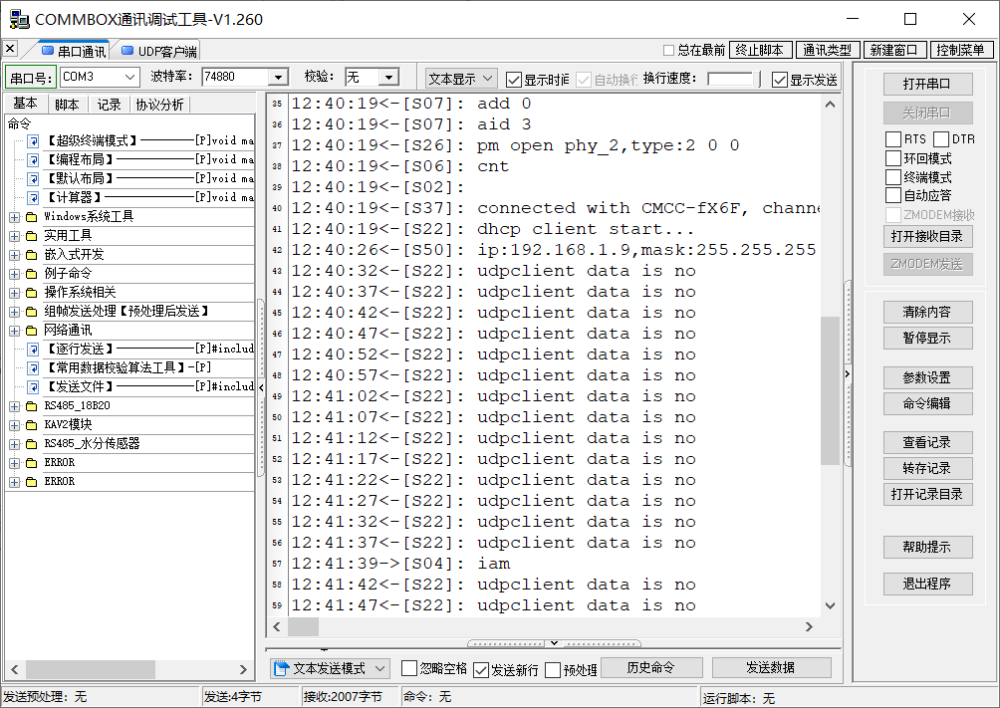 COMMBOX通讯调试工具-V1.260
串口通讯 UDP客户端
总在最前 终止脚本 通讯类型 新建窗口 控制菜单
串口号: COM3 波特率: 74880 校验: 无 文本显示 显示时间 自动换行 换行速度: 显示发送
基本 脚本 记录 协议分析
命令
【超级终端模式】————————[P]void ma
【编程布局】————————[P]void ma
【默认布局】————————[P]void ma
【计算器】————————[P]void ma
Windows系统工具
实用工具
嵌入式开发
例子命令
操作系统相关
组帧发送处理【预处理后发送】
网络通讯
【逐行发送】————————[P]#includ
【常用数据校验算法工具】—[P]
【发送文件】————————[P]#includ
RS485_18B20
KAV2模块
RS485_水分传感器
ERROR
ERROR
35 12:40:19<-[S07]: add 0
36 12:40:19<-[S07]: aid 3
37 12:40:19<-[S26]: pm open phy_2,type:2 0 0
38 12:40:19<-[S06]: cnt
39 12:40:19<-[S02]:
40 12:40:19<-[S37]: connected with CMCC-fX6F, channe
41 12:40:19<-[S22]: dhcp client start...
42 12:40:26<-[S50]: ip:192.168.1.9,mask:255.255.255
43 12:40:32<-[S22]: udpclient data is no
44 12:40:37<-[S22]: udpclient data is no
45 12:40:42<-[S22]: udpclient data is no
46 12:40:47<-[S22]: udpclient data is no
47 12:40:52<-[S22]: udpclient data is no
48 12:40:57<-[S22]: udpclient data is no
49 12:41:02<-[S22]: udpclient data is no
50 12:41:07<-[S22]: udpclient data is no
51 12:41:12<-[S22]: udpclient data is no
52 12:41:17<-[S22]: udpclient data is no
53 12:41:22<-[S22]: udpclient data is no
54 12:41:27<-[S22]: udpclient data is no
55 12:41:32<-[S22]: udpclient data is no
56 12:41:37<-[S22]: udpclient data is no
57 12:41:39->[S04]: iam
58 12:41:42<-[S22]: udpclient data is no
59 12:41:47<-[S22]: udpclient data is no
文本发送模式 忽略空格 发送新行 预处理 历史命令 发送数据
打开串口
关闭串口
RTS DTR
环回模式
终端模式
自动应答
ZMODEM接收
打开接收目录
ZMODEM发送
清除内容
暂停显示
参数设置
命令编辑
查看记录
转存记录
打开记录目录
帮助提示
退出程序
发送预处理: 无 发送:4字节 接收:2007字节 命令: 无 运行脚本: 无